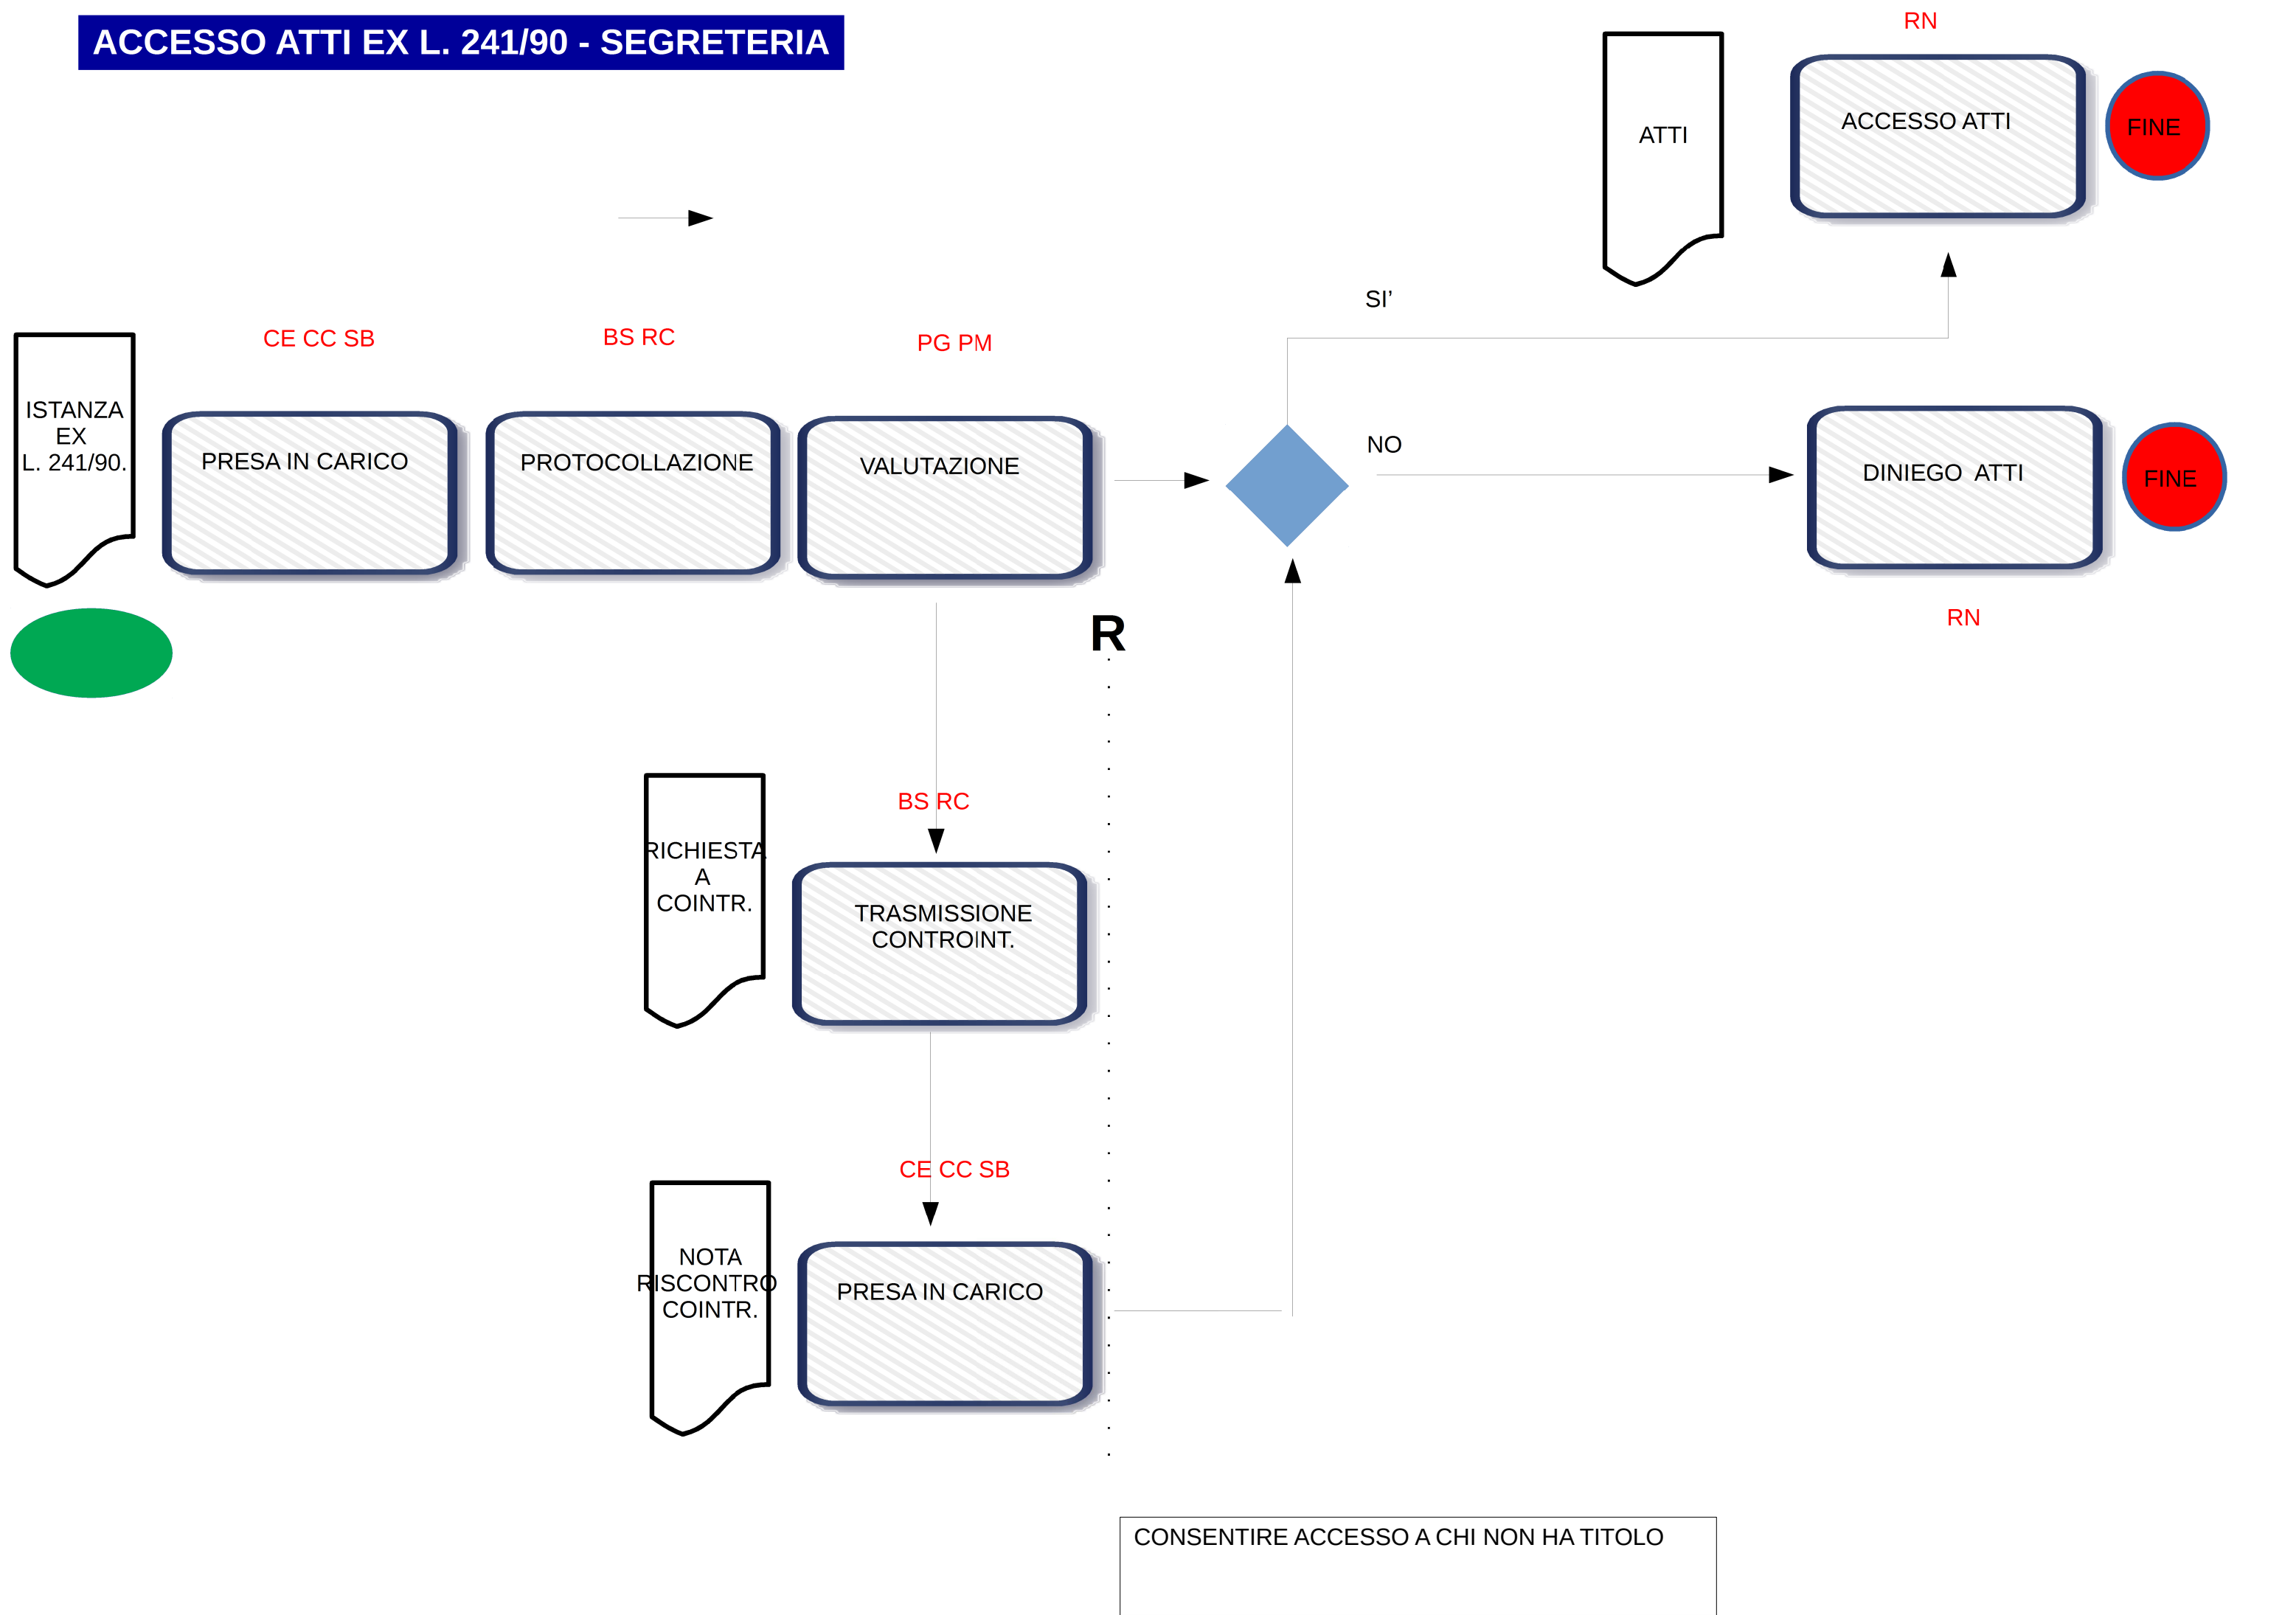 ACCESSO ATTI EX L. 241/90 - SEGRETERIA
RN
ATTI
ACCESSO ATTI
FINE
SI’
CE CC SB
BS RC
PG PM
ISTANZA
EX
L. 241/90.
PRESA IN CARICO
PROTOCOLLAZIONE
VALUTAZIONE
NO
DINIEGO  ATTI
FINE
RN
R
BS RC
RICHIESTA
A
COINTR.
TRASMISSIONE
CONTROINT.
CE CC SB
NOTA
RISCONTRO
COINTR.
PRESA IN CARICO
CONSENTIRE ACCESSO A CHI NON HA TITOLO